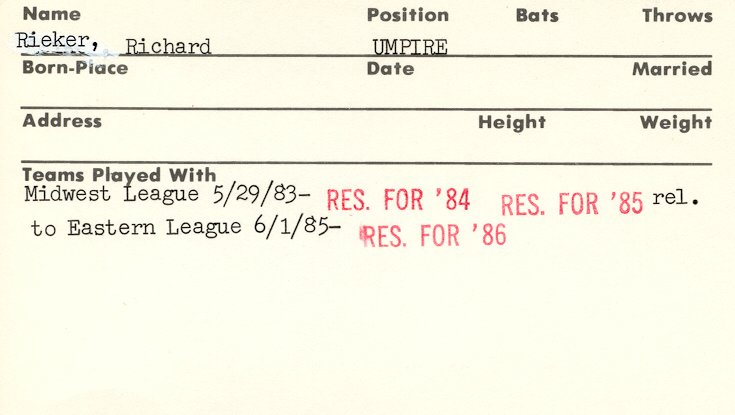 Name Position Bats Throws
Rieker, Richard UMPIRE
Born-Place Date Married
Address Height Weight
Teams Played With
Midwest League 5/29/83- RES. FOR '84 RES. FOR '85 rel.
to Eastern League 6/1/85- RES. FOR '86